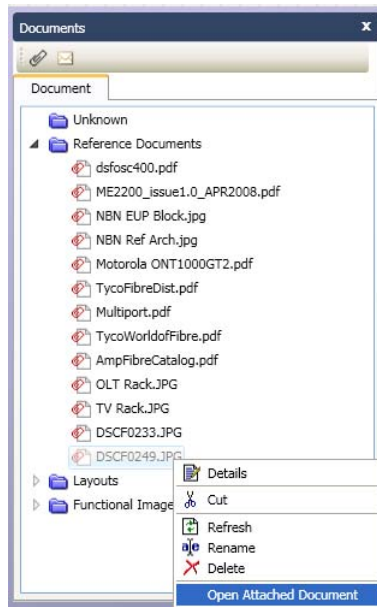 Documents x
Document
Unknown
Reference Documents
dsfosc400.pdf
ME2200_issue1.0_APR2008.pdf
NBN EUP Block.jpg
NBN Ref Arch.jpg
Motorola ONT1000GT2.pdf
TycoFibreDist.pdf
Multiport.pdf
TycoWorldofFibre.pdf
AmpFibreCatalog.pdf
OLT Rack.JPG
TV Rack.JPG
DSCF0233.JPG
DSCF0249.JPG
Details
Layouts
Cut
Functional Image
Refresh
Rename
Delete
Open Attached Document